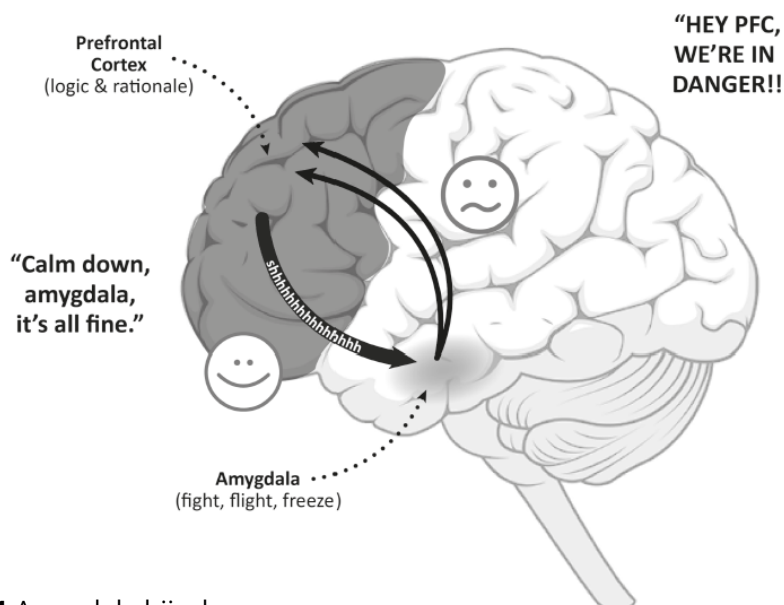 Prefrontal
Cortex
(logic & rationale)
“HEY PFC,
WE’RE IN
DANGER!!
“Calm down,
amygdala,
it’s all fine.”
shhhhhhhhhhhhhhhh
Amygdala
(fight, flight, freeze)